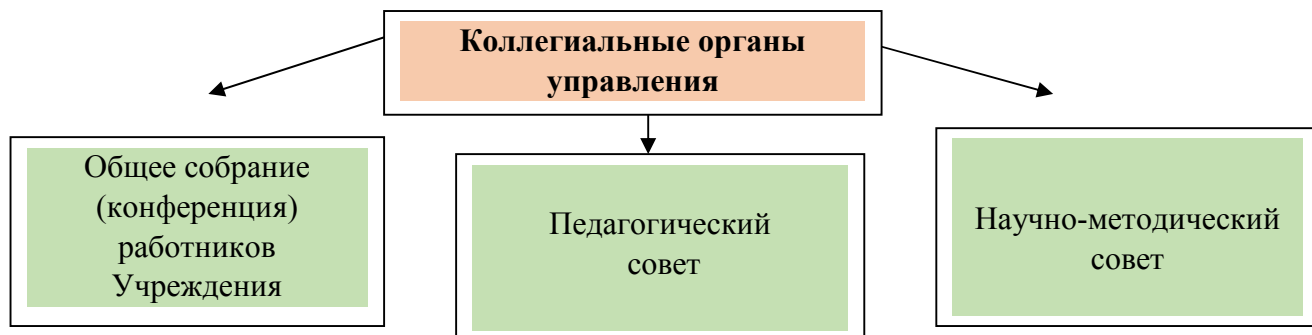 Коллегиальные органы
управления
Общее собрание
(конференция)
работников
Учреждения
Педагогический
совет
Научно-методический
совет